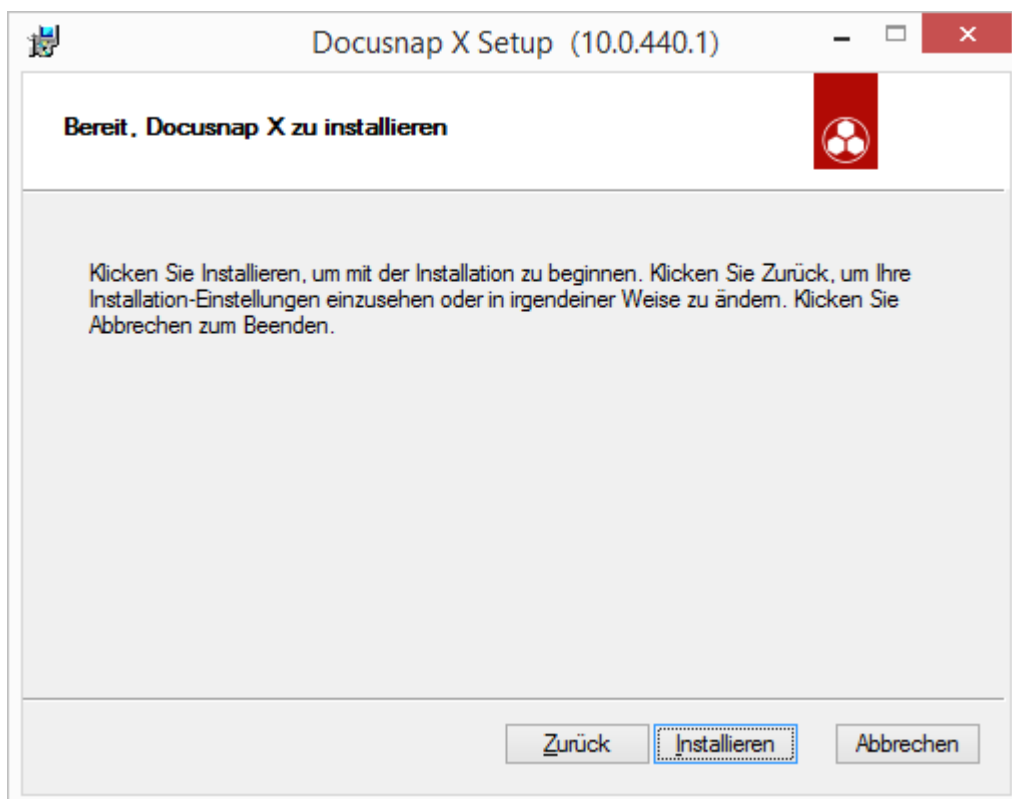 Docusnap X Setup (10.0.440.1)
Bereit, Docusnap X zu installieren
Klicken Sie Installieren, um mit der Installation zu beginnen. Klicken Sie Zurück, um Ihre
Installation-Einstellungen einzusehen oder in irgendeiner Weise zu ändern. Klicken Sie
Abbrechen zum Beenden.
Zurück Installieren Abbrechen